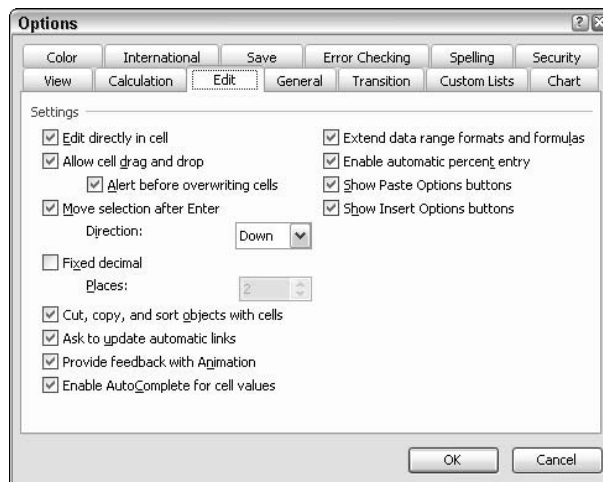 Options
Color International Save Error Checking Spelling Security
View Calculation Edit General Transition Custom Lists Chart
Settings
Edit directly in cell
Allow cell drag and drop
Alert before overwriting cells
Move selection after Enter
Direction: Down
Fixed decimal
Places: 2
Cut, copy, and sort objects with cells
Ask to update automatic links
Provide feedback with Animation
Enable AutoComplete for cell values
Extend data range formats and formulas
Enable automatic percent entry
Show Paste Options buttons
Show Insert Options buttons
OK Cancel